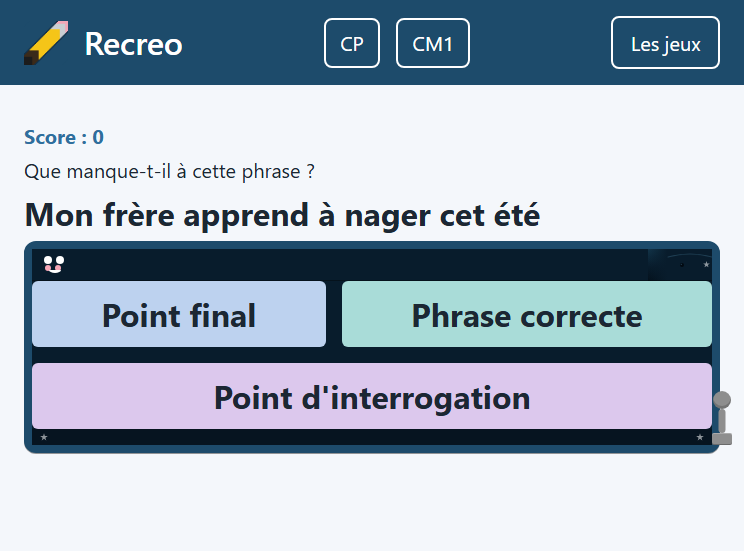 Recreo
CP
CM1
Les jeux
Score : 0
Que manque-t-il à cette phrase ?
Mon frère apprend à nager cet été
Point final
Phrase correcte
Point d'interrogation